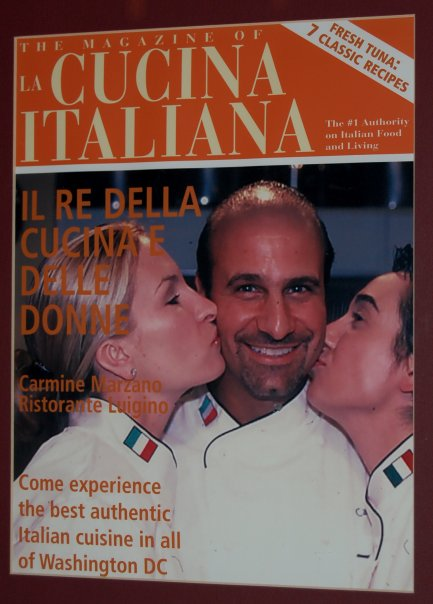 THE MAGAZINE OF
LA CUCINA
ITALIANA
FRESH TUNA:
7 CLASSIC RECIPES
The #1 Authority
on Italian Food
and Living
IL RE DELLA
CUCINA E
DELLE
DONNE
Carmine Marzano
Ristorante Luigino
Come experience
the best authentic
Italian cuisine in all
of Washington DC